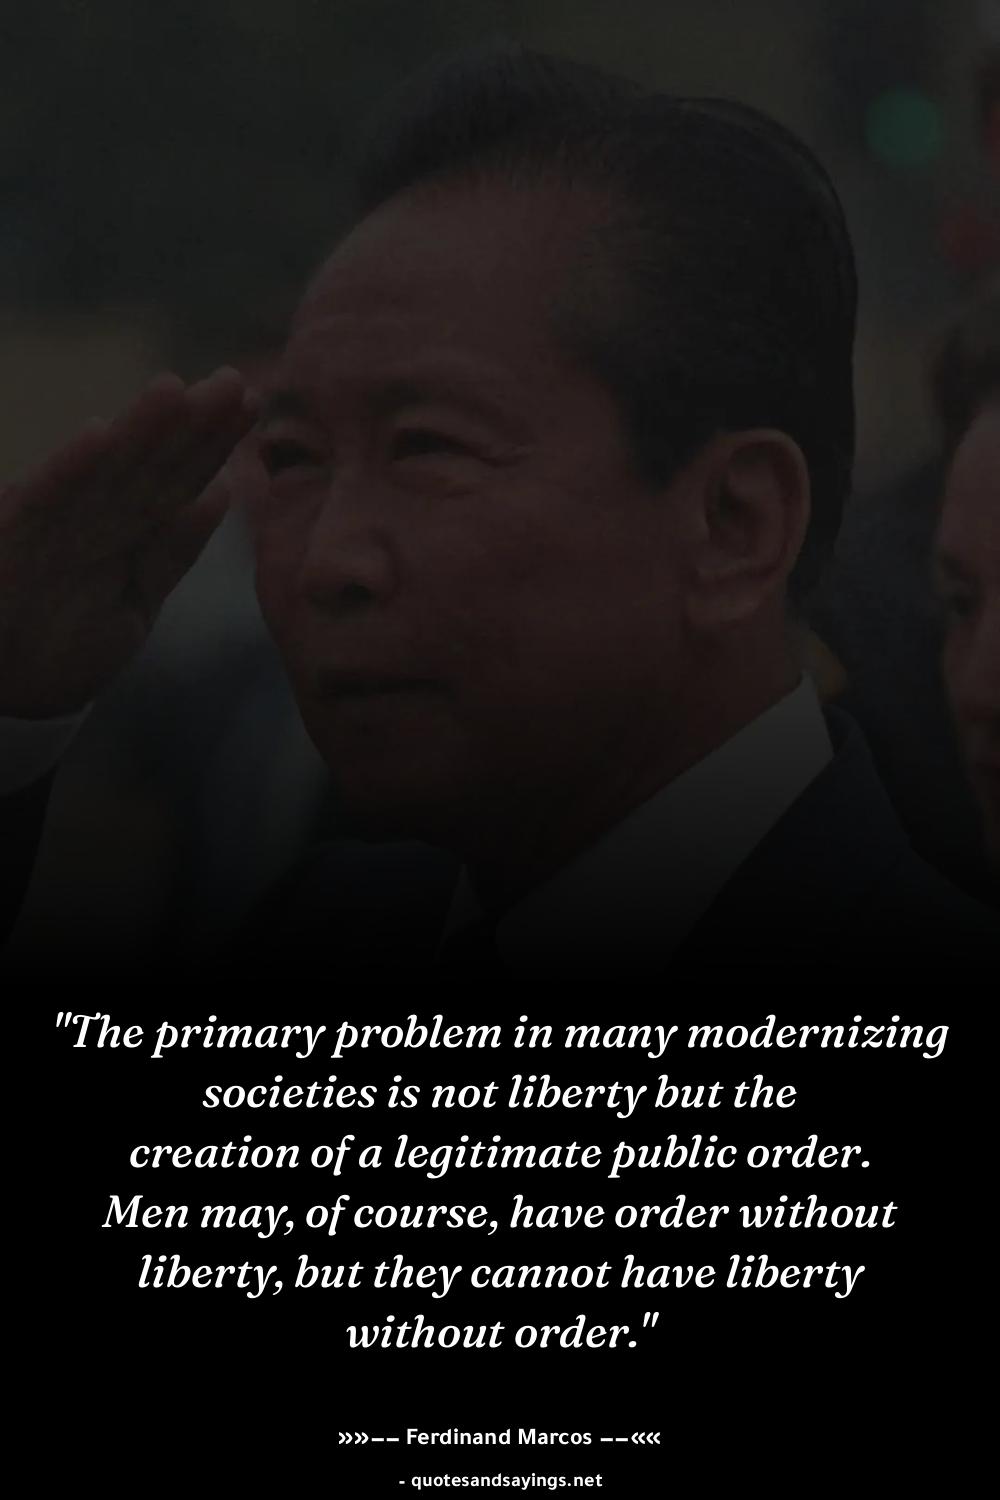 "The primary problem in many modernizing
societies is not liberty but the
creation of a legitimate public order.
Men may, of course, have order without
liberty, but they cannot have liberty
without order."
»»−− Ferdinand Marcos −−««
- quotesandsayings.net